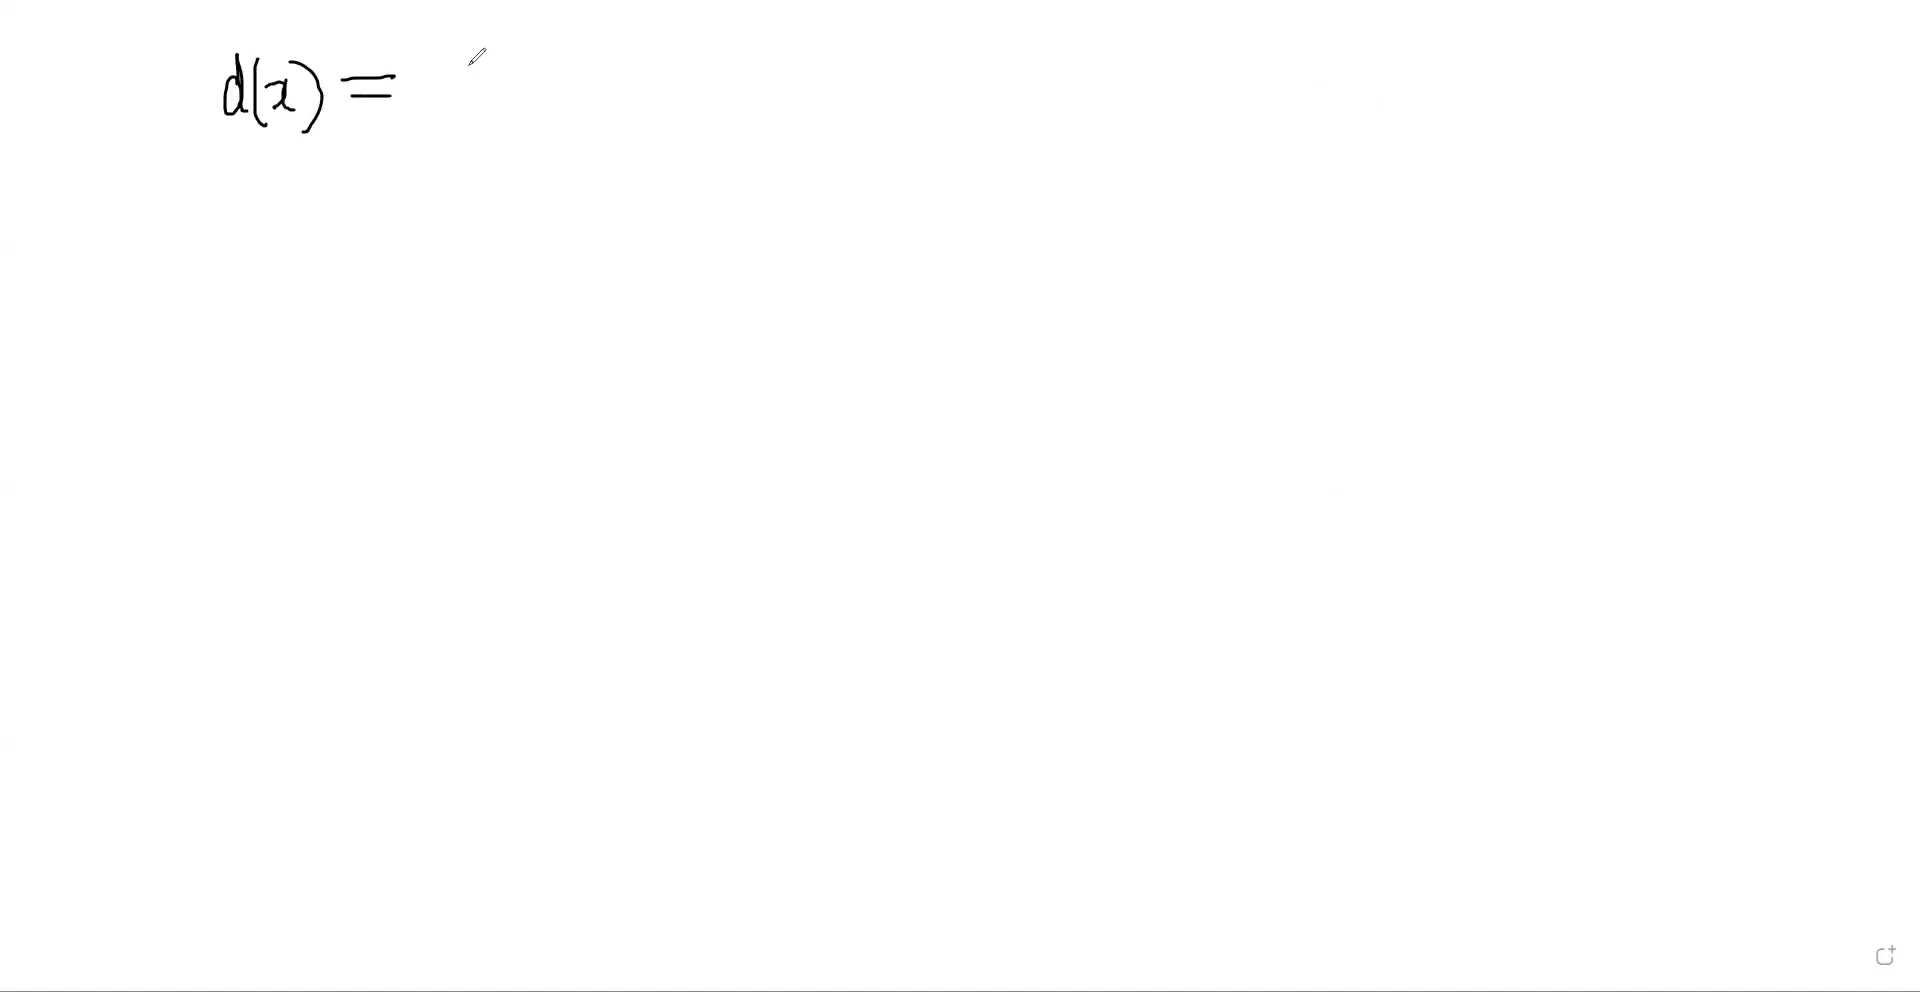 d(x) =